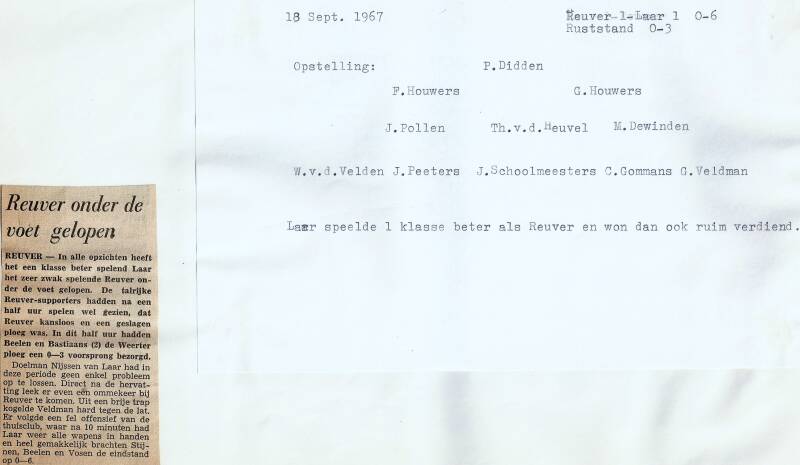 18 Sept. 1967
Reuver 1-Laar 1 0-6
Ruststand 0-3
Opstelling: P.Didden
F.Houwers G.Houwers
J.Pollen Th.v.d.Heuvel M.Dewinden
W.v.d.Velden J.Peeters J.Schoolmeesters C.Gommans G.Veldman
Laar speelde 1 klasse beter als Reuver en won dan ook ruim verdiend.
Reuver onder de
voet gelopen
REUVER — In alle opzichten heeft
het een klasse beter spelend Laar
het zeer zwak spelende Reuver on-
der de voet gelopen. De talrijke
Reuver-supporters hadden na een
half uur spelen wel gezien, dat
Reuver kansloos en een geslagen
ploeg was. In dit half uur hadden
Beelen en Bastiaans (2) de Weerter
ploeg een 0—3 voorsprong bezorgd.
Doelman Nijssen van Laar had in
deze periode geen enkel probleem
op te lossen. Direct na de hervat-
ting leek er even een ommekeer bij
Reuver te komen. Uit een brije trap
kogelde Veldman hard tegen de lat.
Er volgde een fel offensief van de
thuisclub, waar na 10 minuten had
Laar weer alle wapens in handen
en heel gemakkelijk brachten Stij-
nen, Beelen en Vosen de eindstand
op 0—6.